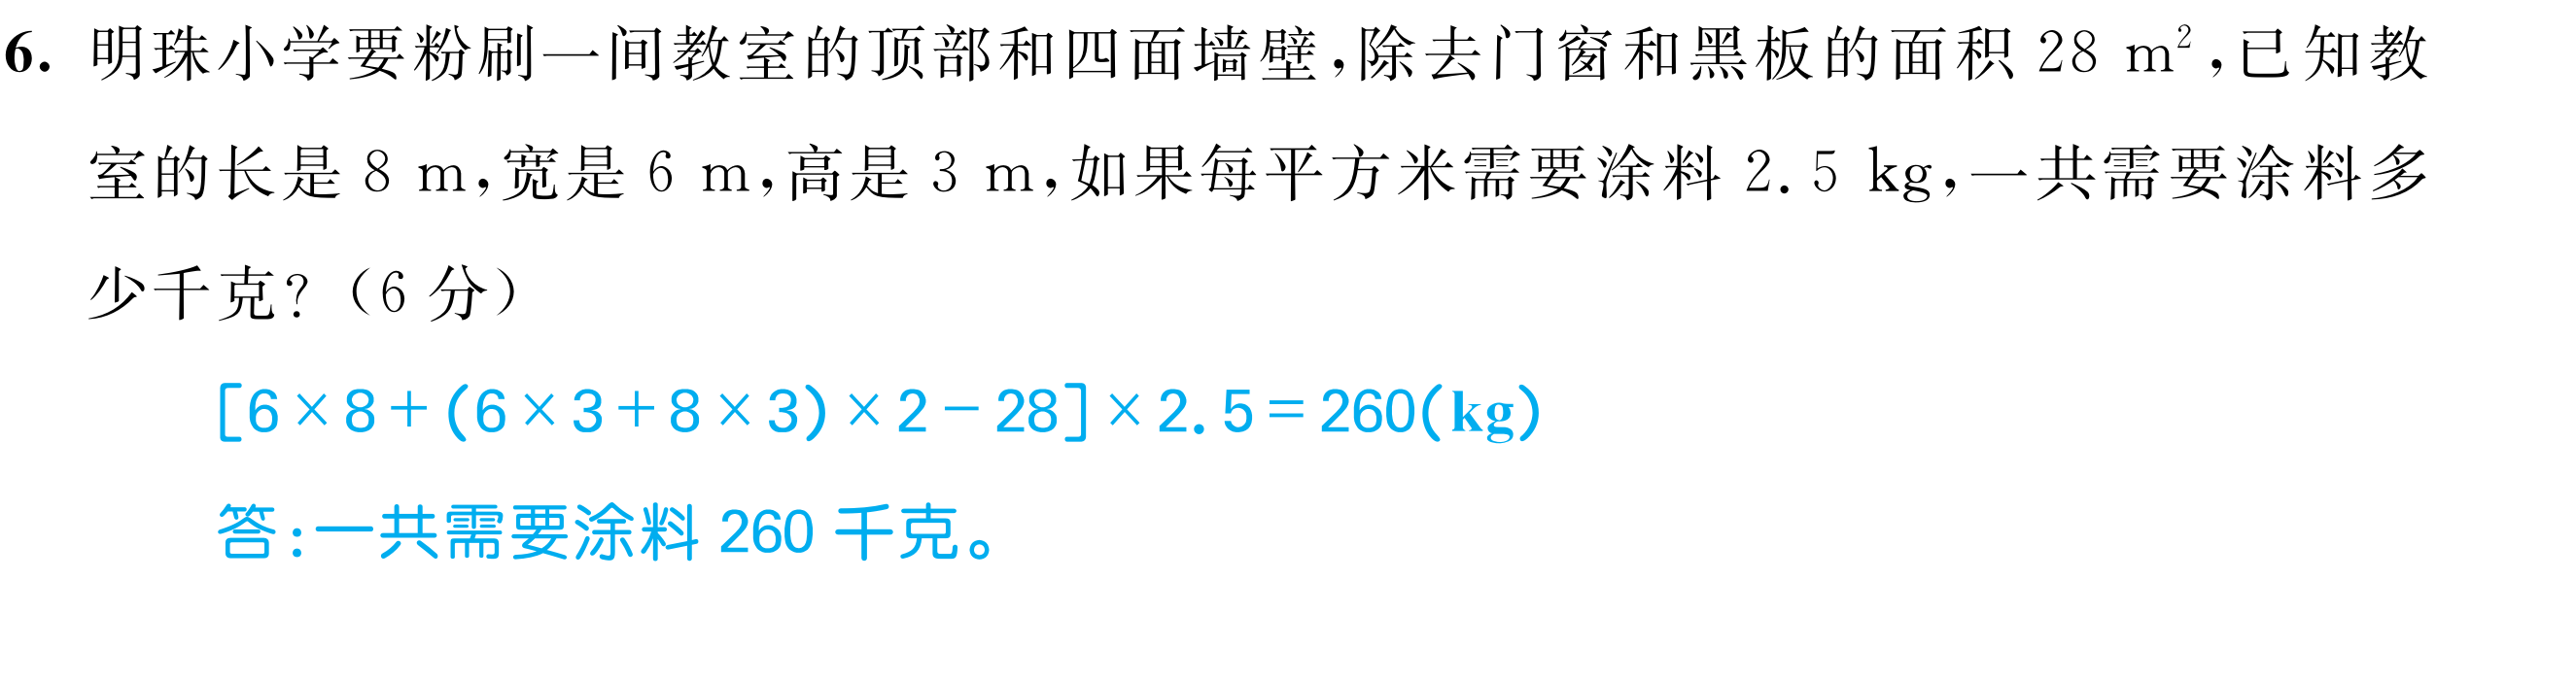 6. 明珠小学要粉刷一间教室的顶部和四面墙壁,除去门窗和黑板的面积 28 m²,已知教
室的长是 8 m,宽是 6 m,高是 3 m,如果每平方米需要涂料 2.5 kg,一共需要涂料多
少千克?(6 分)
[6×8+(6×3+8×3)×2-28]×2.5=260(kg)
答:一共需要涂料 260 千克。